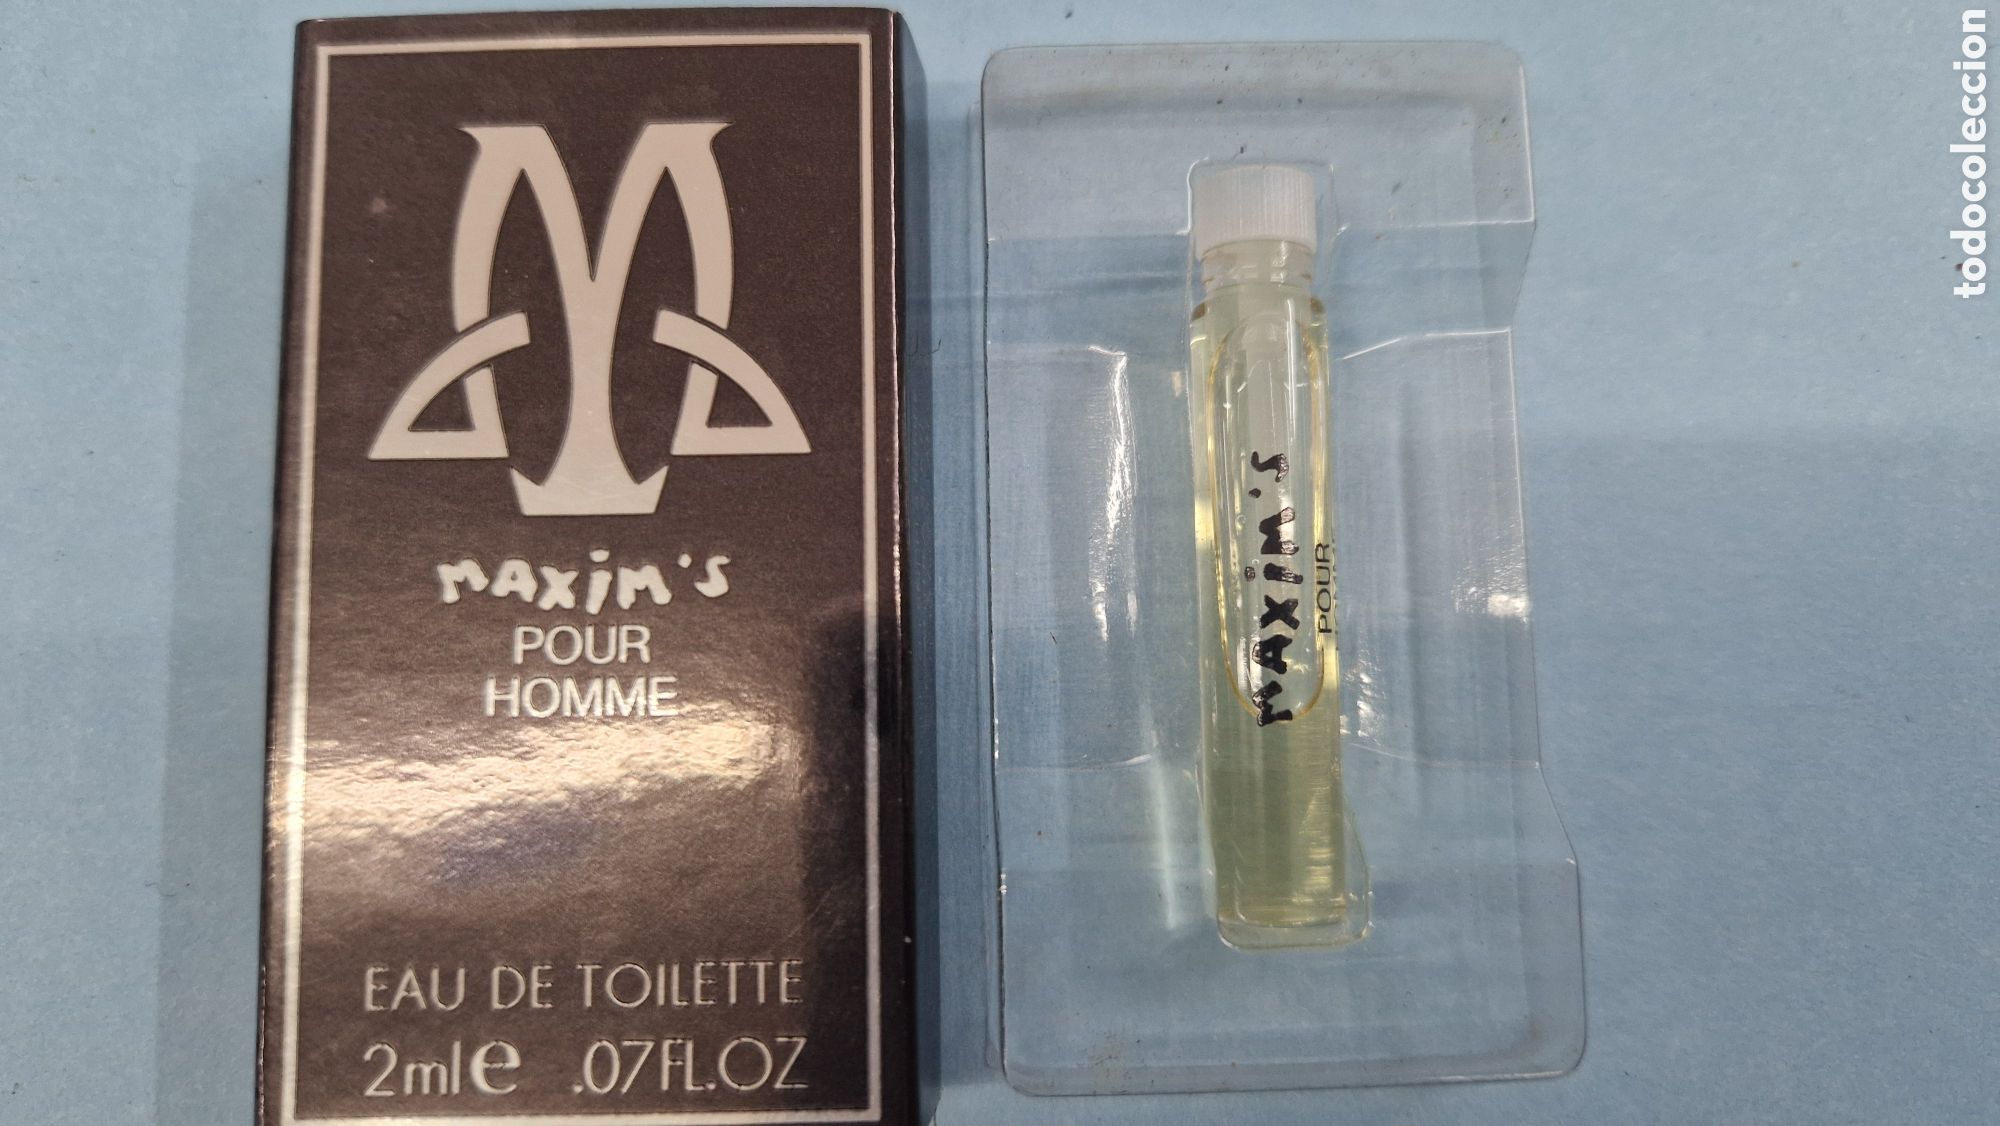 MAXiM's
POUR
HOMME
EAU DE TOILETTE
2ml e .07FL.OZ
MAXiM's
POUR
todocoleccion